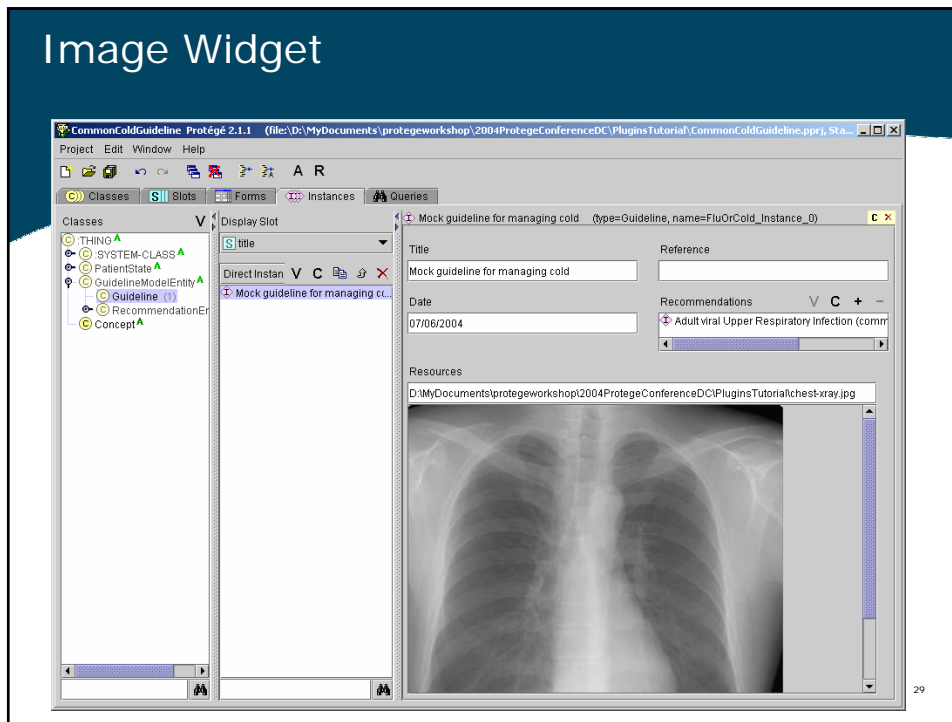 Image Widget
CommonColdGuideline Protégé 2.1.1 (file:\D:\MyDocuments\protegeworkshop\2004ProtegeConferenceDC\PluginsTutorial\CommonColdGuideline.pprj, Sta...
Project Edit Window Help
A R
Classes Slots Forms Instances Queries
Classes V
:THING A
:SYSTEM-CLASS A
PatientState A
GuidelineModelEntity A
Guideline (1)
RecommendationEr
Concept A
Display Slot
S title
Direct Instan V C
Mock guideline for managing cc...
Mock guideline for managing cold (type=Guideline, name=FluOrCold_Instance_0) C ×
Title
Mock guideline for managing cold
Reference
Date
07/06/2004
Recommendations V C + −
Adult viral Upper Respiratory Infection (comm
Resources
D:\MyDocuments\protegeworkshop\2004ProtegeConferenceDC\PluginsTutorial\chest-xray.jpg
29